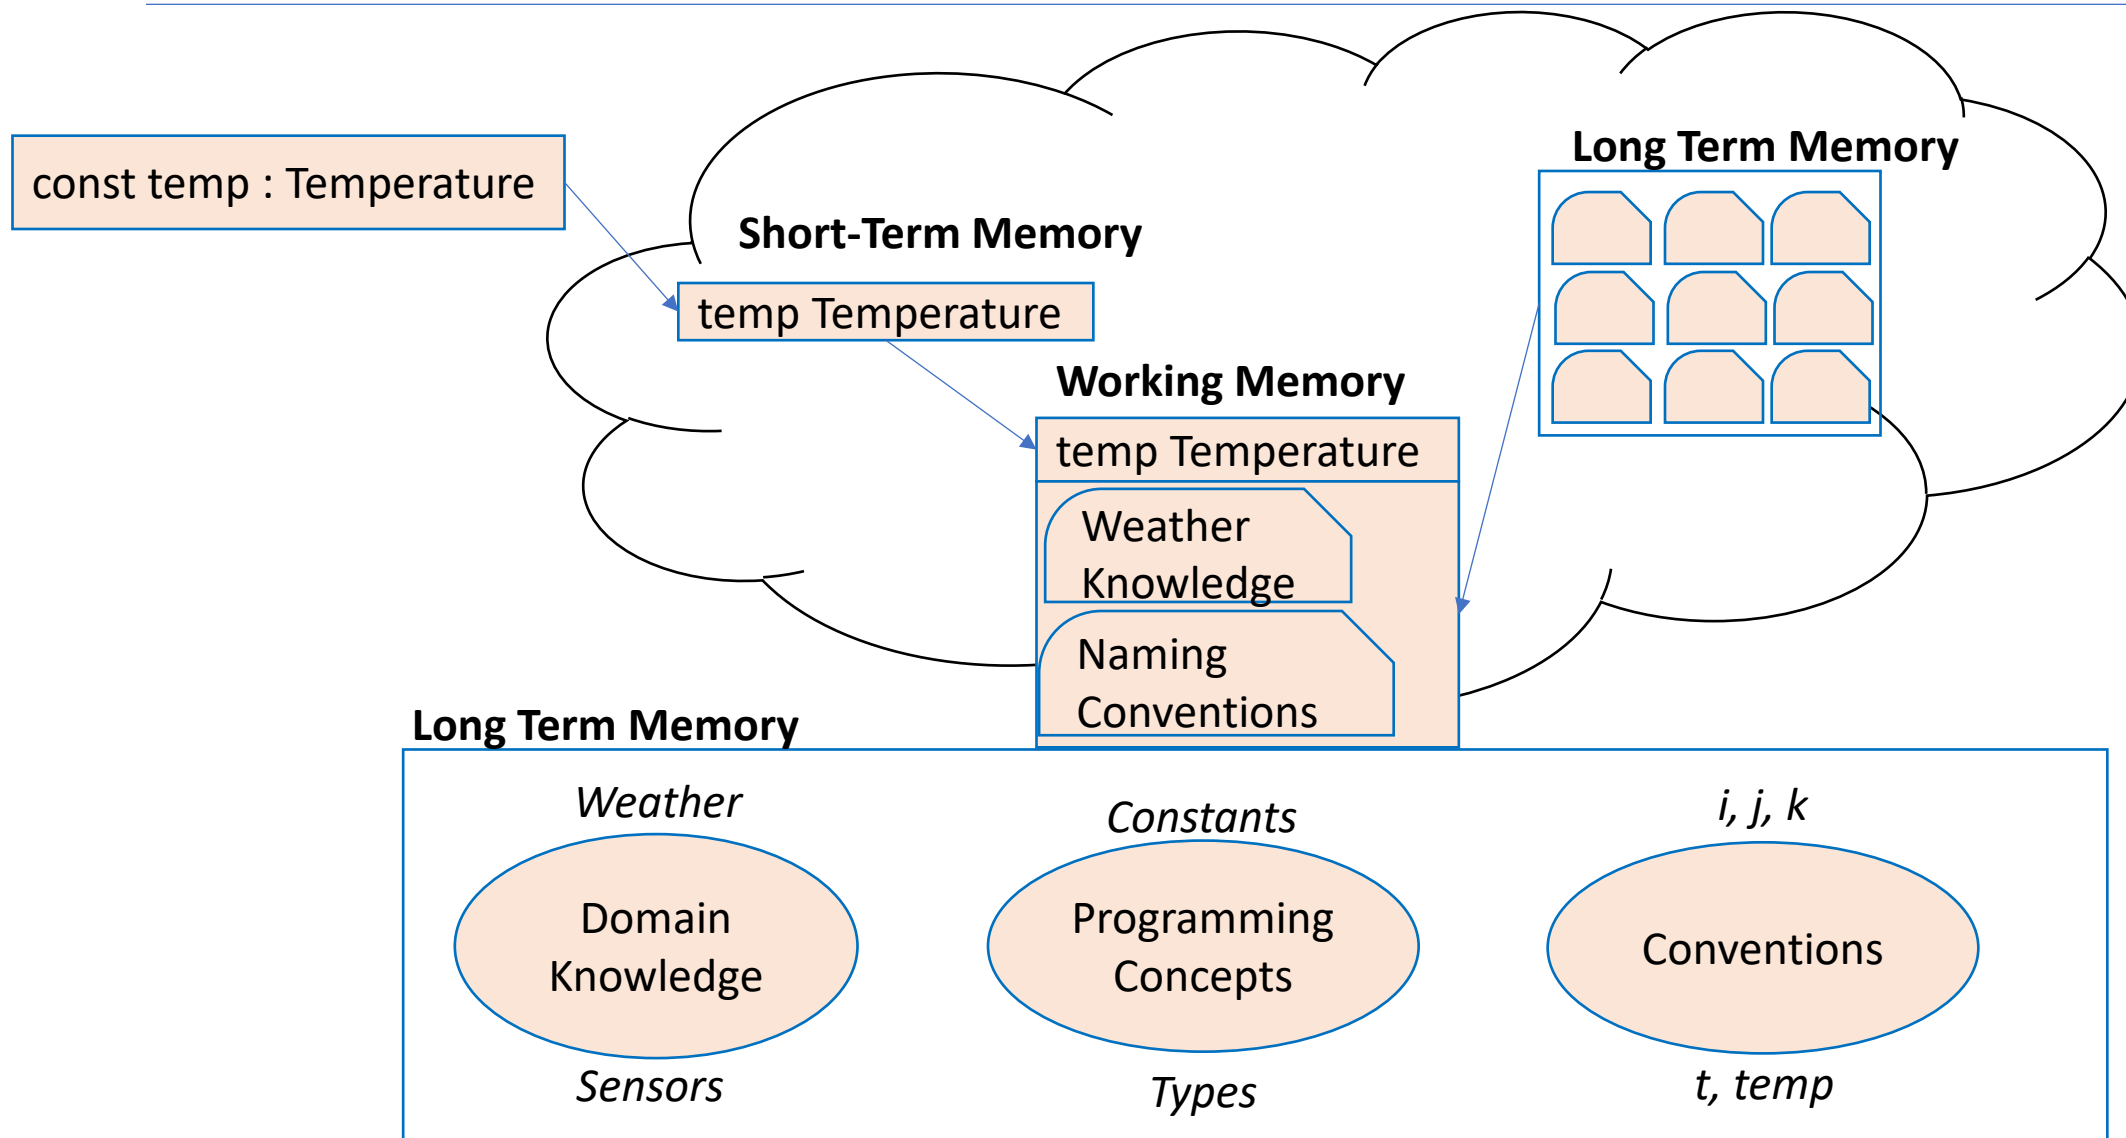 Long Term Memory
const temp : Temperature
Short-Term Memory
temp Temperature
Working Memory
temp Temperature
Weather
Knowledge
Naming
Conventions
Long Term Memory
Weather
Constants
i, j, k
Domain
Knowledge
Programming
Concepts
Conventions
Sensors
Types
t, temp